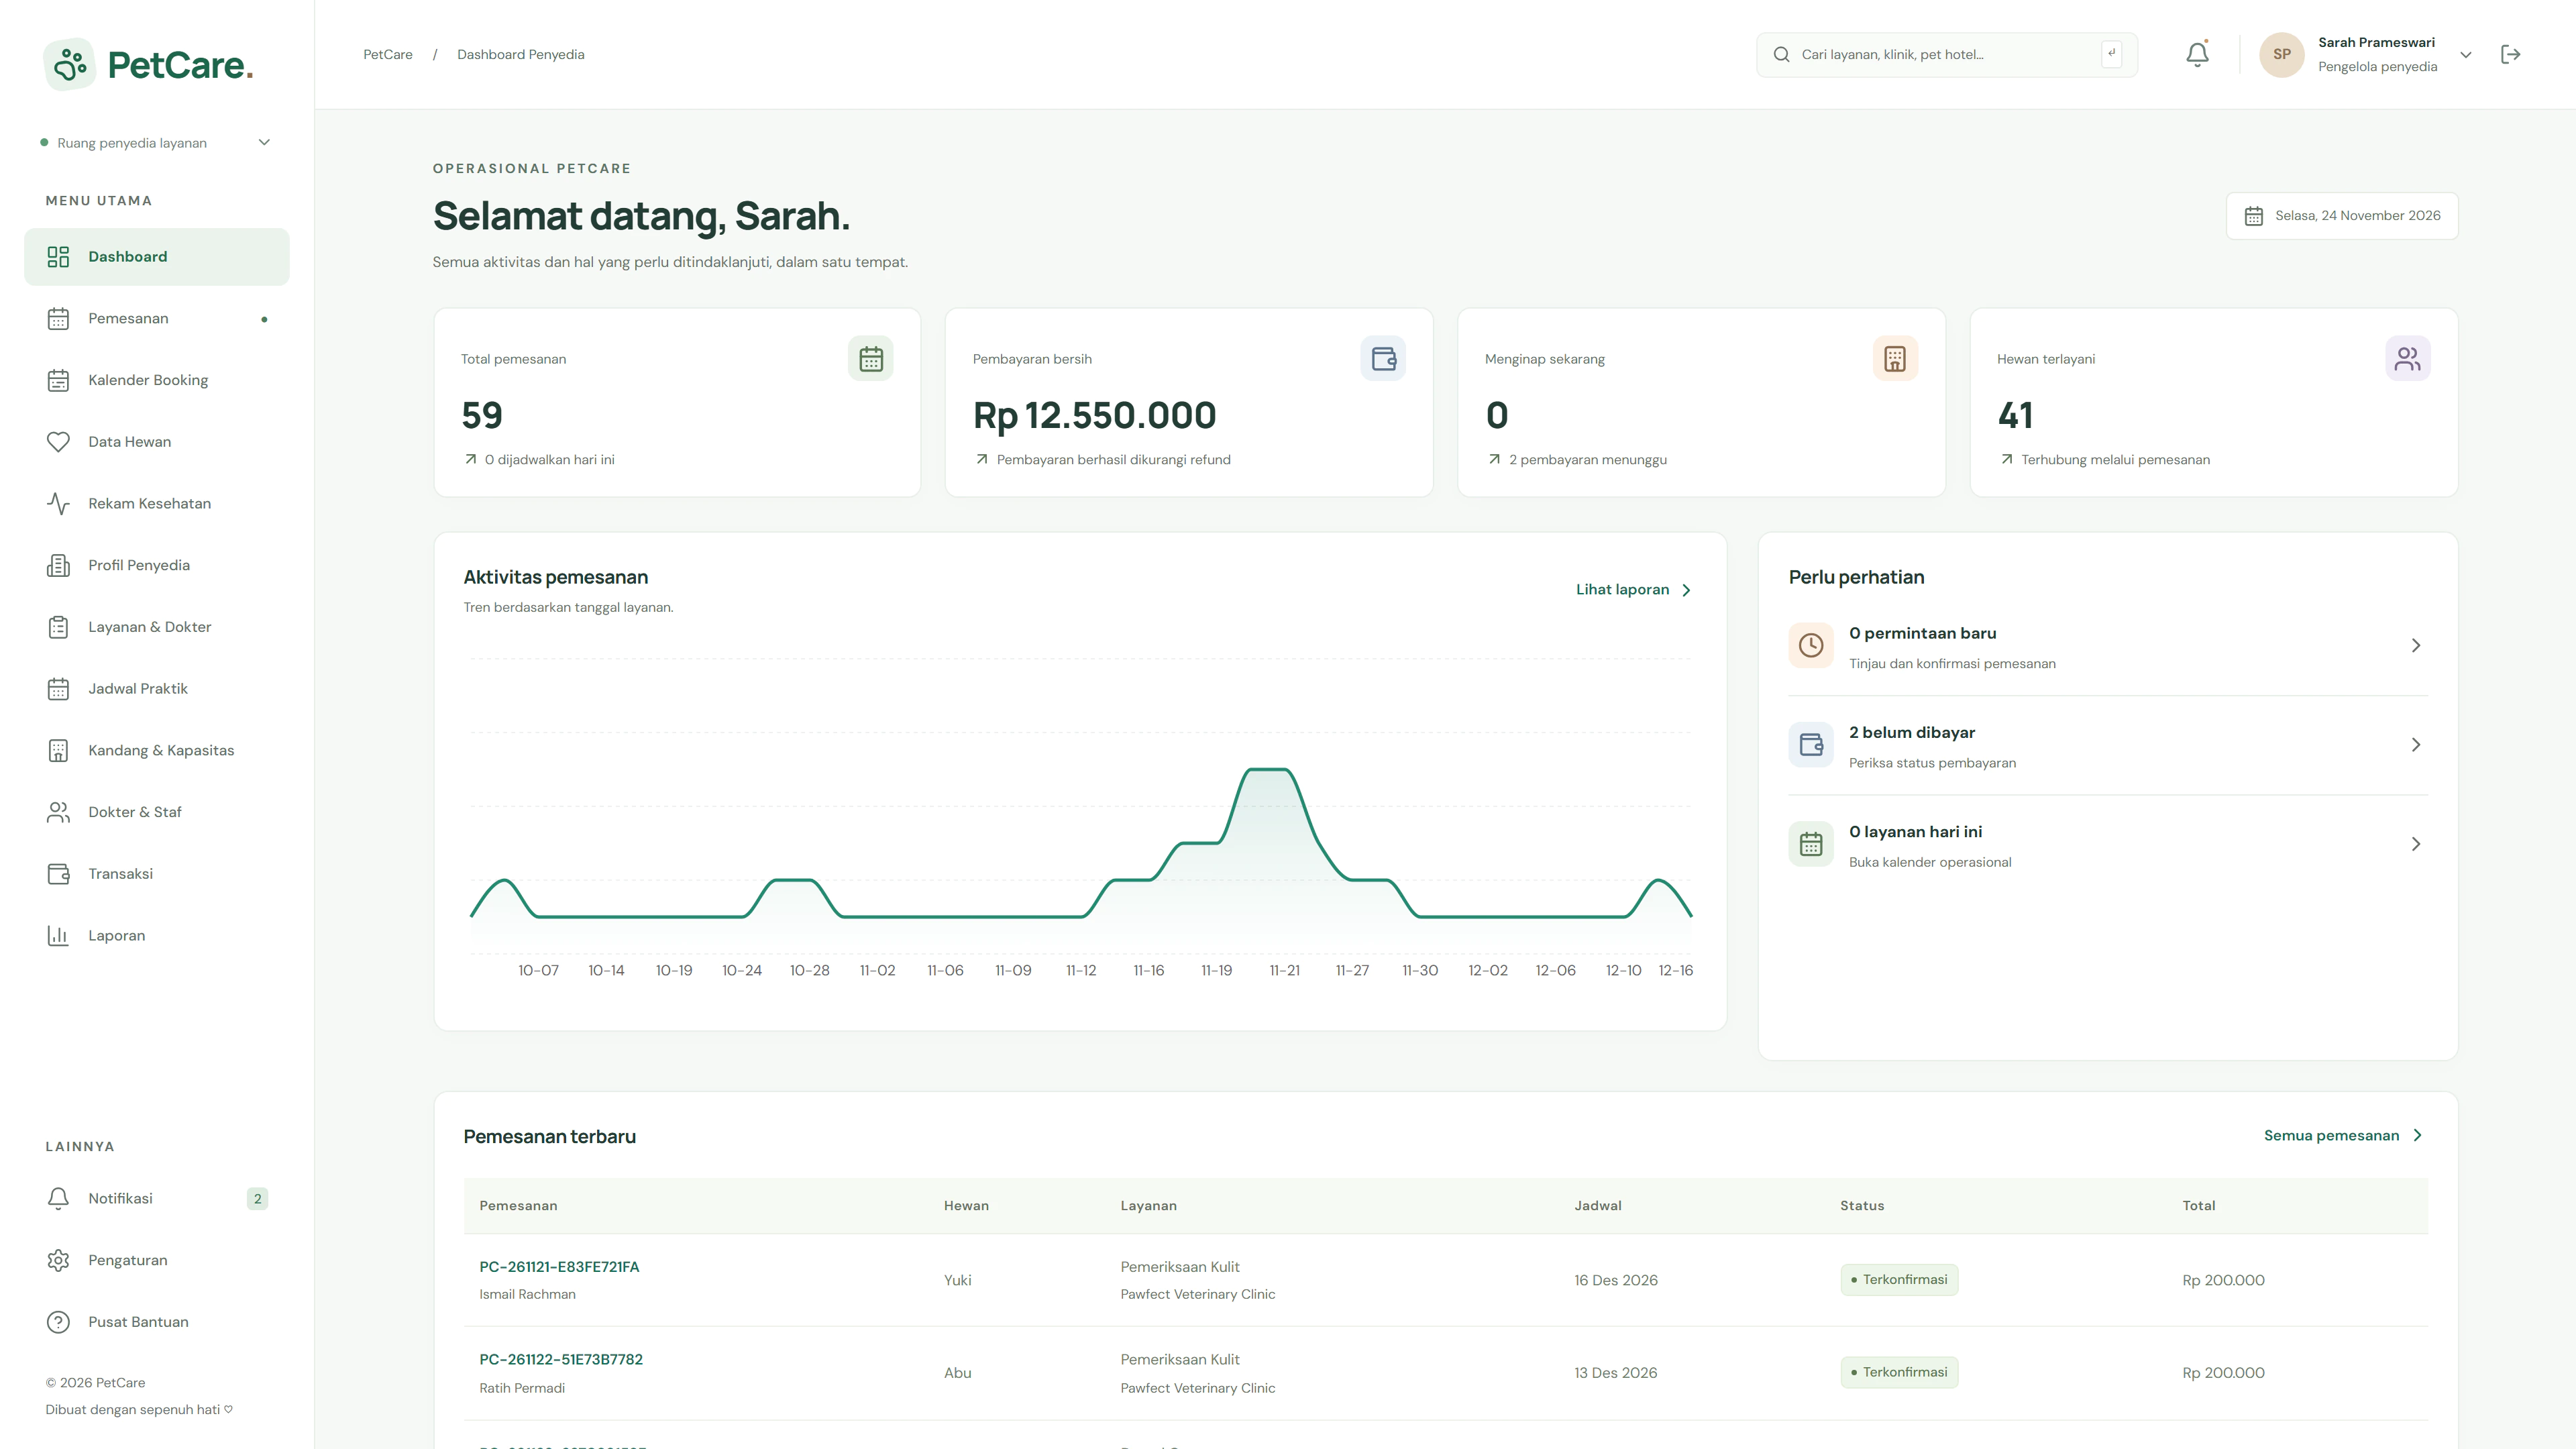 PetCare.
Ruang penyedia layanan
MENU UTAMA
Dashboard
Pemesanan
Kalender Booking
Data Hewan
Rekam Kesehatan
Profil Penyedia
Layanan & Dokter
Jadwal Praktik
Kandang & Kapasitas
Dokter & Staf
Transaksi
Laporan
LAINNYA
Notifikasi 2
Pengaturan
Pusat Bantuan
© 2026 PetCare
Dibuat dengan sepenuh hati ♡
PetCare / Dashboard Penyedia
Cari layanan, klinik, pet hotel...
SP
Sarah Prameswari
Pengelola penyedia
OPERASIONAL PETCARE
Selamat datang, Sarah.
Semua aktivitas dan hal yang perlu ditindaklanjuti, dalam satu tempat.
Selasa, 24 November 2026
Total pemesanan
59
0 dijadwalkan hari ini
Pembayaran bersih
Rp 12.550.000
Pembayaran berhasil dikurangi refund
Menginap sekarang
0
2 pembayaran menunggu
Hewan terlayani
41
Terhubung melalui pemesanan
Aktivitas pemesanan
Tren berdasarkan tanggal layanan.
Lihat laporan
10-07 10-14 10-19 10-24 10-28 11-02 11-06 11-09 11-12 11-16 11-19 11-21 11-27 11-30 12-02 12-06 12-10 12-16
Perlu perhatian
0 permintaan baru
Tinjau dan konfirmasi pemesanan
2 belum dibayar
Periksa status pembayaran
0 layanan hari ini
Buka kalender operasional
Pemesanan terbaru
Semua pemesanan
Pemesanan Hewan Layanan Jadwal Status Total
PC-261121-E83FE721FA
Ismail Rachman
Yuki
Pemeriksaan Kulit
Pawfect Veterinary Clinic
16 Des 2026
Terkonfirmasi
Rp 200.000
PC-261122-51E73B7782
Ratih Permadi
Abu
Pemeriksaan Kulit
Pawfect Veterinary Clinic
13 Des 2026
Terkonfirmasi
Rp 200.000